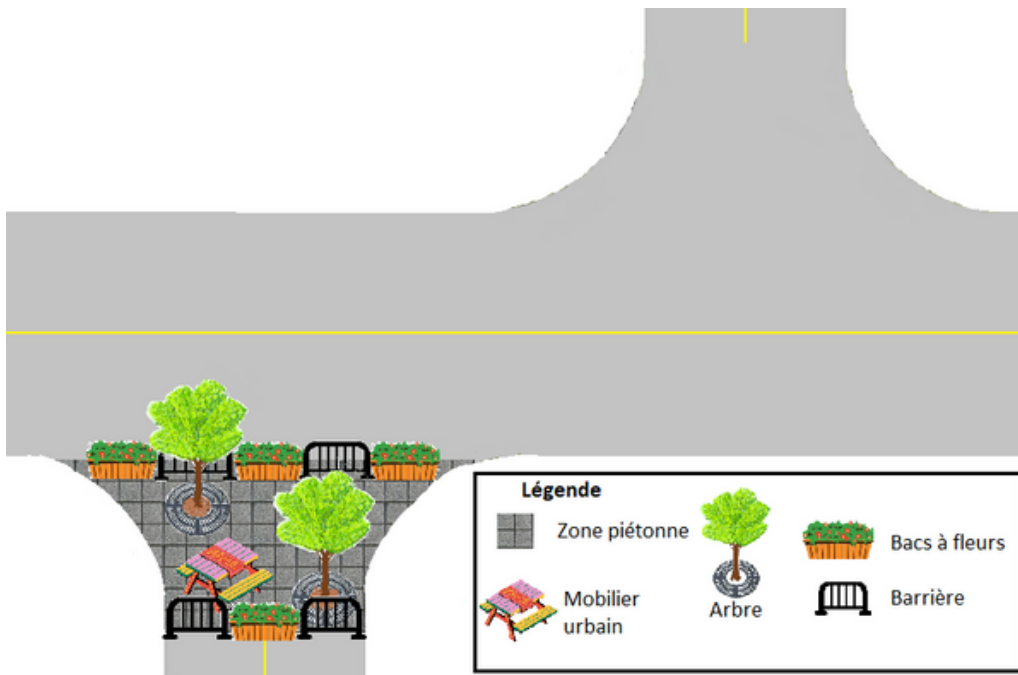 Légende
Zone piétonne
Bacs à fleurs
Mobilier
urbain
Arbre
Barrière